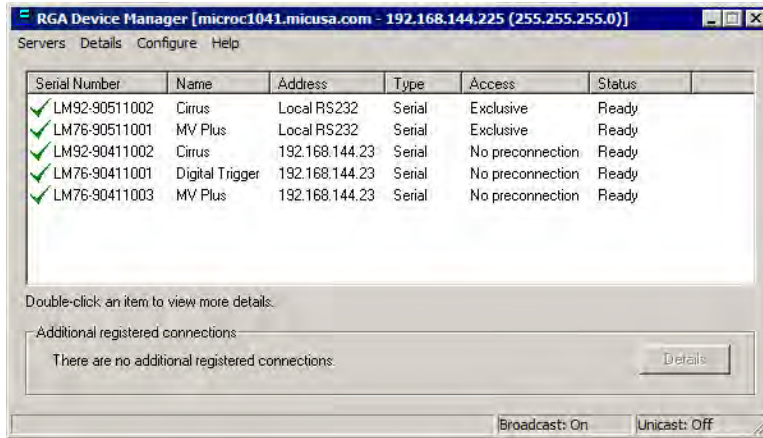 RGA Device Manager [microc1041.micusa.com - 192.168.144.225 (255.255.255.0)]
Servers Details Configure Help
Serial Number Name Address Type Access Status
LM92-90511002 Cirrus Local RS232 Serial Exclusive Ready
LM76-90511001 MV Plus Local RS232 Serial Exclusive Ready
LM92-90411002 Cirrus 192.168.144.23 Serial No preconnection Ready
LM76-90411001 Digital Trigger 192.168.144.23 Serial No preconnection Ready
LM76-90411003 MV Plus 192.168.144.23 Serial No preconnection Ready
Double-click an item to view more details.
Additional registered connections
There are no additional registered connections.
Details
Broadcast: On Unicast: Off